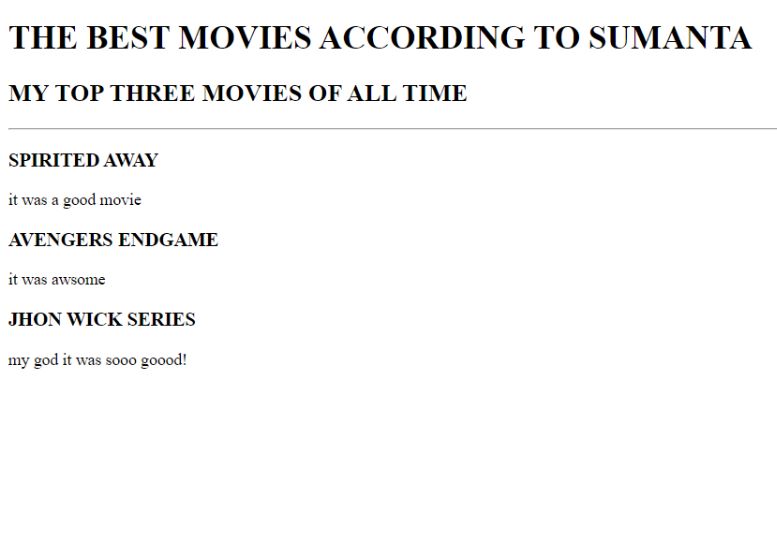 THE BEST MOVIES ACCORDING TO SUMANTA
MY TOP THREE MOVIES OF ALL TIME
SPIRITED AWAY
it was a good movie
AVENGERS ENDGAME
it was awsome
JHON WICK SERIES
my god it was sooo goood!